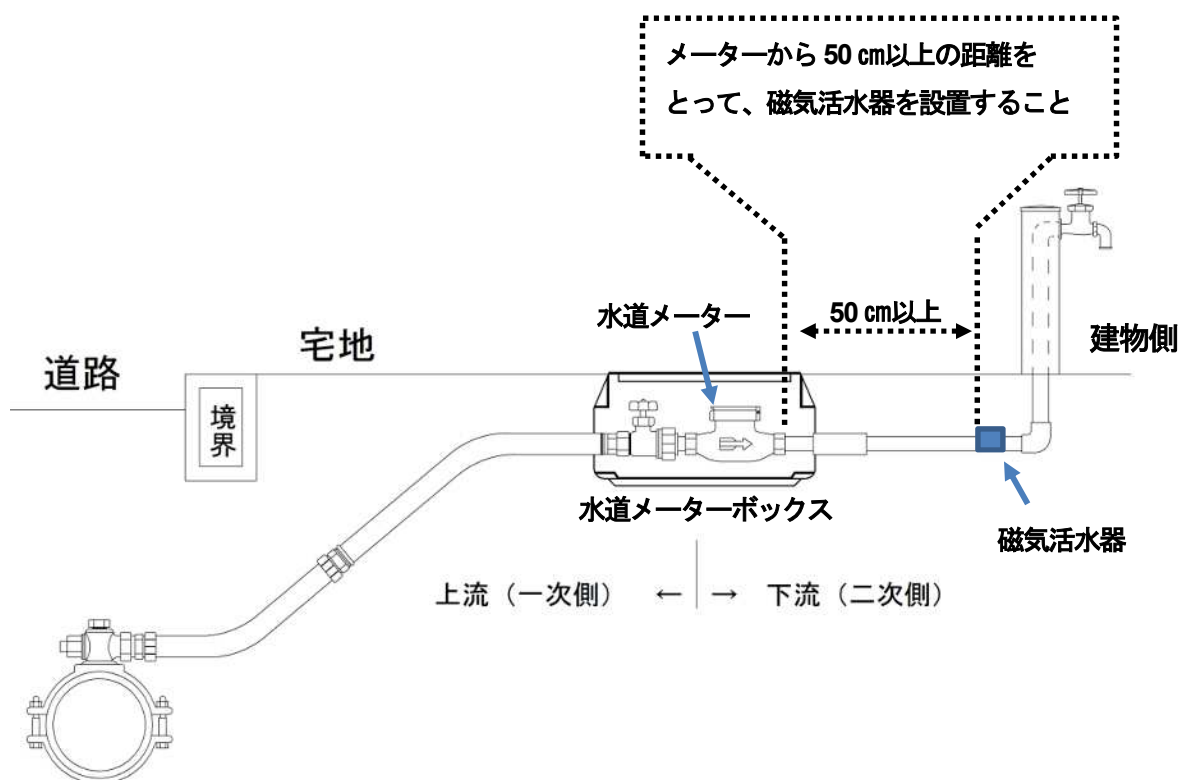 メーターから 50 ㎝以上の距離を
とって、磁気活水器を設置すること
水道メーター
50 ㎝以上
宅地
建物側
道路
境界
水道メーターボックス
磁気活水器
上流（一次側） ← → 下流（二次側）